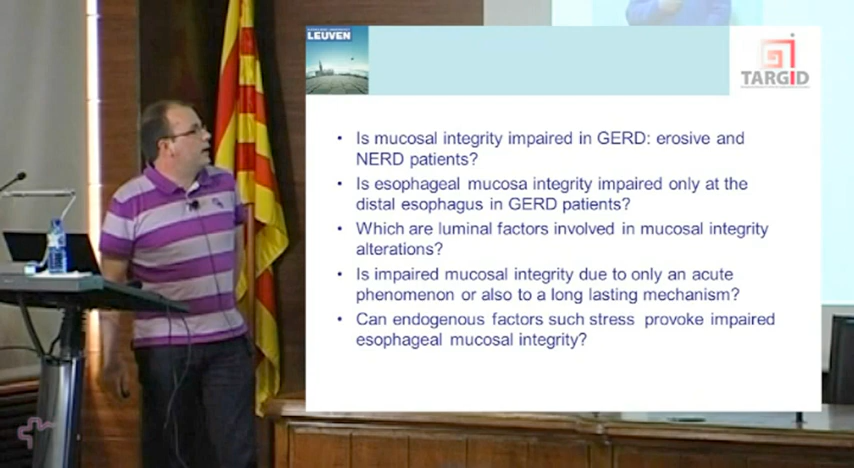 LEUVEN
TARGID
• Is mucosal integrity impaired in GERD: erosive and
NERD patients?
• Is esophageal mucosa integrity impaired only at the
distal esophagus in GERD patients?
• Which are luminal factors involved in mucosal integrity
alterations?
• Is impaired mucosal integrity due to only an acute
phenomenon or also to a long lasting mechanism?
• Can endogenous factors such stress provoke impaired
esophageal mucosal integrity?